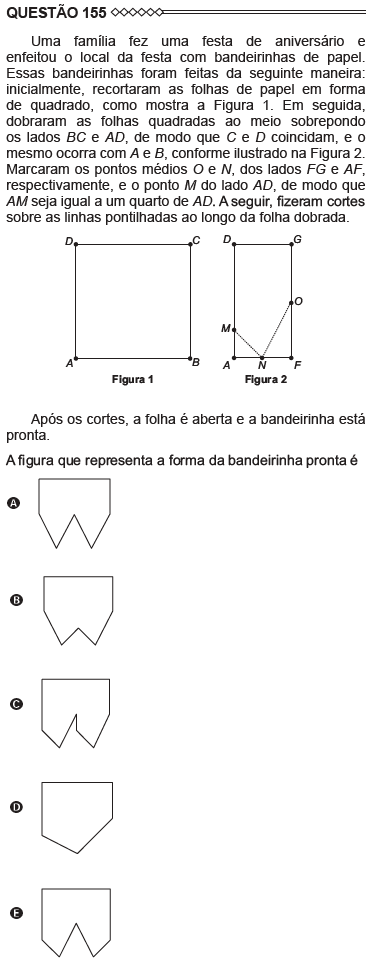 QUESTÃO 155
Uma família fez uma festa de aniversário e
enfeitou o local da festa com bandeirinhas de papel.
Essas bandeirinhas foram feitas da seguinte maneira:
inicialmente, recortaram as folhas de papel em forma
de quadrado, como mostra a Figura 1. Em seguida,
dobraram as folhas quadradas ao meio sobrepondo
os lados BC e AD, de modo que C e D coincidam, e o
mesmo ocorra com A e B, conforme ilustrado na Figura 2.
Marcaram os pontos médios O e N, dos lados FG e AF,
respectivamente, e o ponto M do lado AD, de modo que
AM seja igual a um quarto de AD. A seguir, fizeram cortes
sobre as linhas pontilhadas ao longo da folha dobrada.
D C D G
O
M
A B A N F
Figura 1 Figura 2
Após os cortes, a folha é aberta e a bandeirinha está
pronta.
A figura que representa a forma da bandeirinha pronta é
A
B
C
D
E